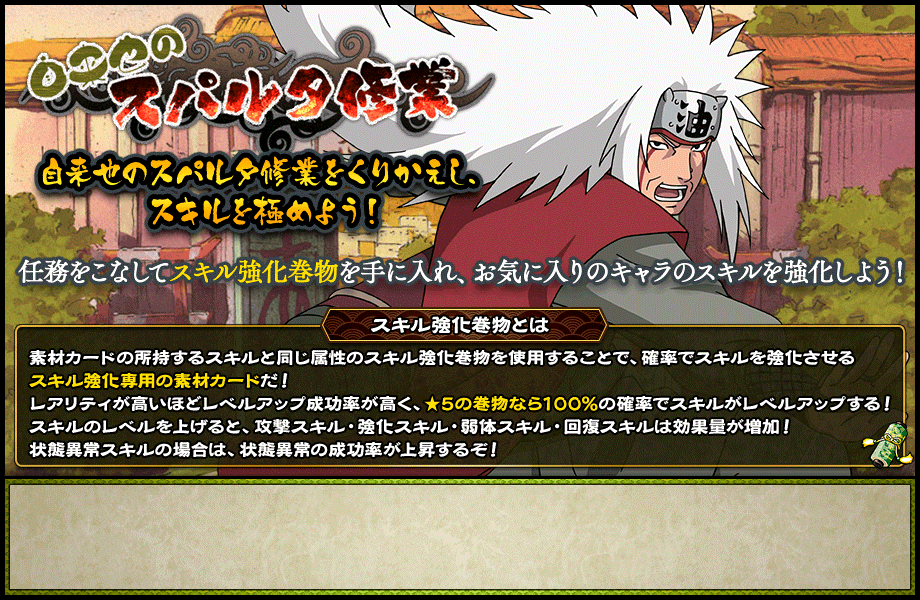 自来也の
スパルタ修業
油
自来也のスパルタ修業をくりかえし、
スキルを極めよう!
任務をこなしてスキル強化巻物を手に入れ、お気に入りのキャラのスキルを強化しよう!
スキル強化巻物とは
素材カードの所持するスキルと同じ属性のスキル強化巻物を使用することで、確率でスキルを強化させる
スキル強化専用の素材カードだ!
レアリティが高いほどレベルアップ成功率が高く、★5の巻物なら100%の確率でスキルがレベルアップする!
スキルのレベルを上げると、攻撃スキル・強化スキル・弱体スキル・回復スキルは効果量が増加!
状態異常スキルの場合は、状態異常の成功率が上昇するぞ!